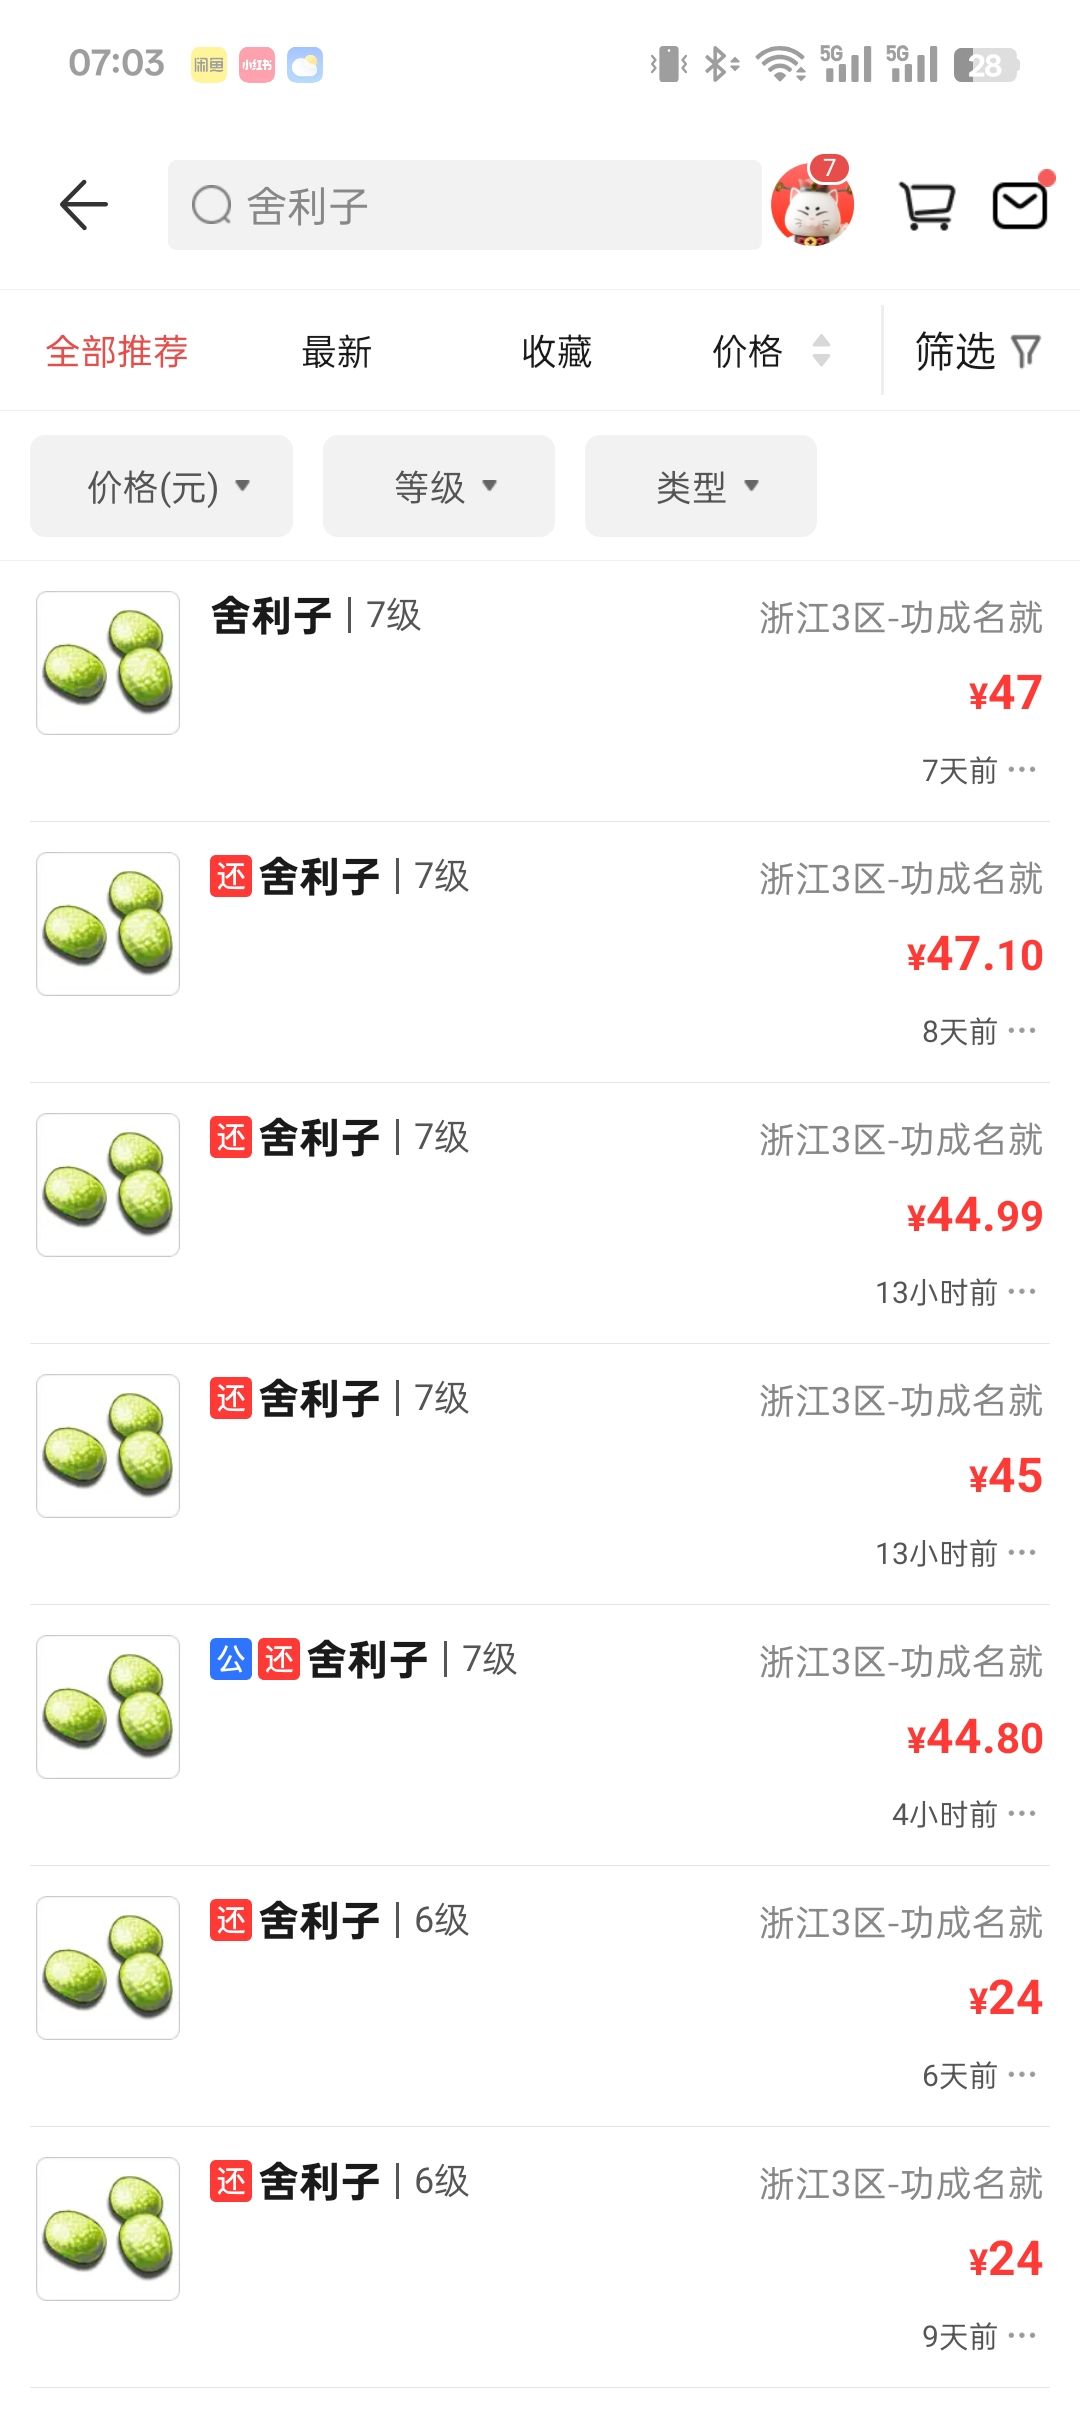 07:03 闲鱼 小红书 5G 5G 28
舍利子 7
全部推荐 最新 收藏 价格 筛选
价格(元) 等级 类型
舍利子 | 7级 浙江3区-功成名就
¥47
7天前 ···
还 舍利子 | 7级 浙江3区-功成名就
¥47.10
8天前 ···
还 舍利子 | 7级 浙江3区-功成名就
¥44.99
13小时前 ···
还 舍利子 | 7级 浙江3区-功成名就
¥45
13小时前 ···
公 还 舍利子 | 7级 浙江3区-功成名就
¥44.80
4小时前 ···
还 舍利子 | 6级 浙江3区-功成名就
¥24
6天前 ···
还 舍利子 | 6级 浙江3区-功成名就
¥24
9天前 ···